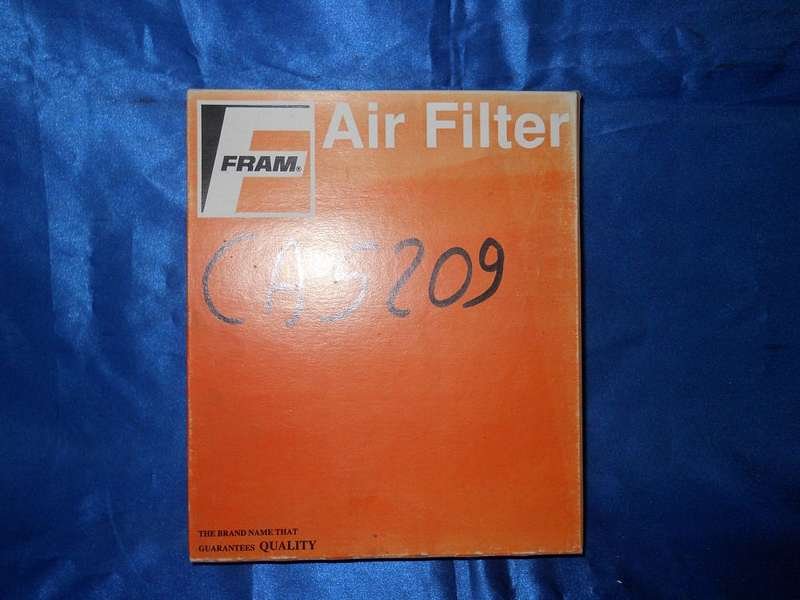 Air Filter
FRAM®
CA5209
THE BRAND NAME THAT
GUARANTEES QUALITY